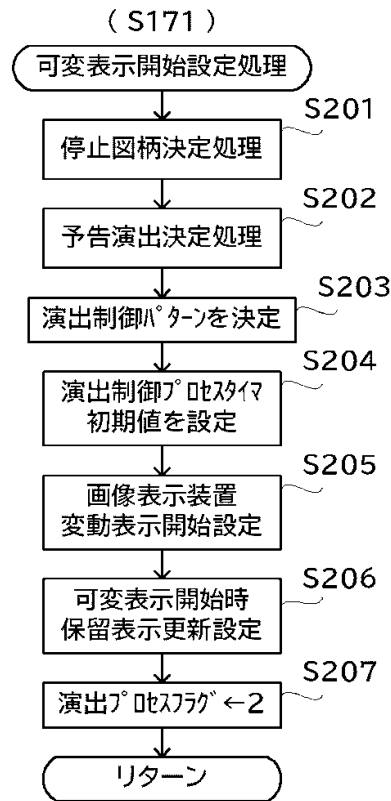 (S171)
可変表示開始設定処理
S201
停止図柄決定処理
S202
予告演出決定処理
S203
演出制御ﾊﾟﾀｰﾝを決定
S204
演出制御ﾌﾟﾛｾｽﾀｲﾏ
初期値を設定
S205
画像表示装置
変動表示開始設定
S206
可変表示開始時
保留表示更新設定
S207
演出ﾌﾟﾛｾｽﾌﾗｸﾞ←2
リターン